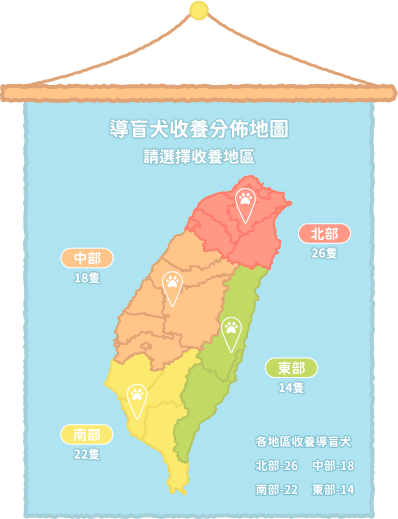 導盲犬收養分佈地圖
請選擇收養地區
北部
26隻
中部
18隻
東部
14隻
南部
22隻
各地區收養導盲犬
北部-26 中部-18
南部-22 東部-14